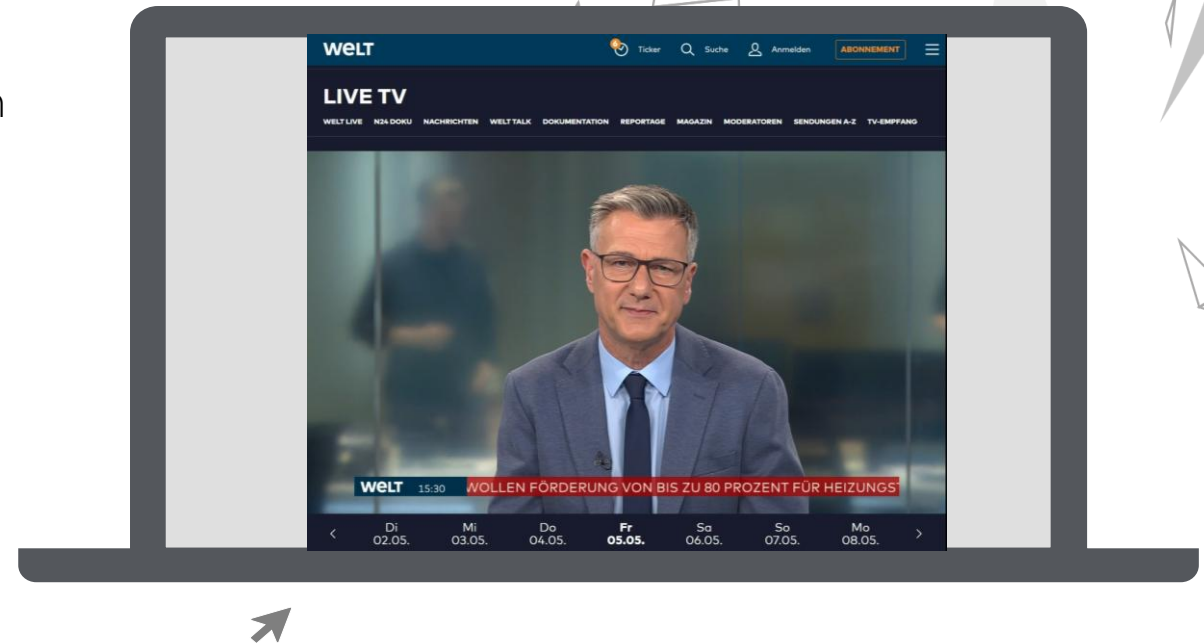 WELT
Ticker Suche Anmelden ABONNEMENT
LIVE TV
WELT LIVE N24 DOKU NACHRICHTEN WELT TALK DOKUMENTATION REPORTAGE MAGAZIN MODERATOREN SENDUNGEN A-Z TV-EMPFANG
WELT 15:30 WOLLEN FÖRDERUNG VON BIS ZU 80 PROZENT FÜR
Di Mi Do Fr Sa So Mo
02.05. 03.05. 04.05. 05.05. 06.05. 07.05. 08.05.